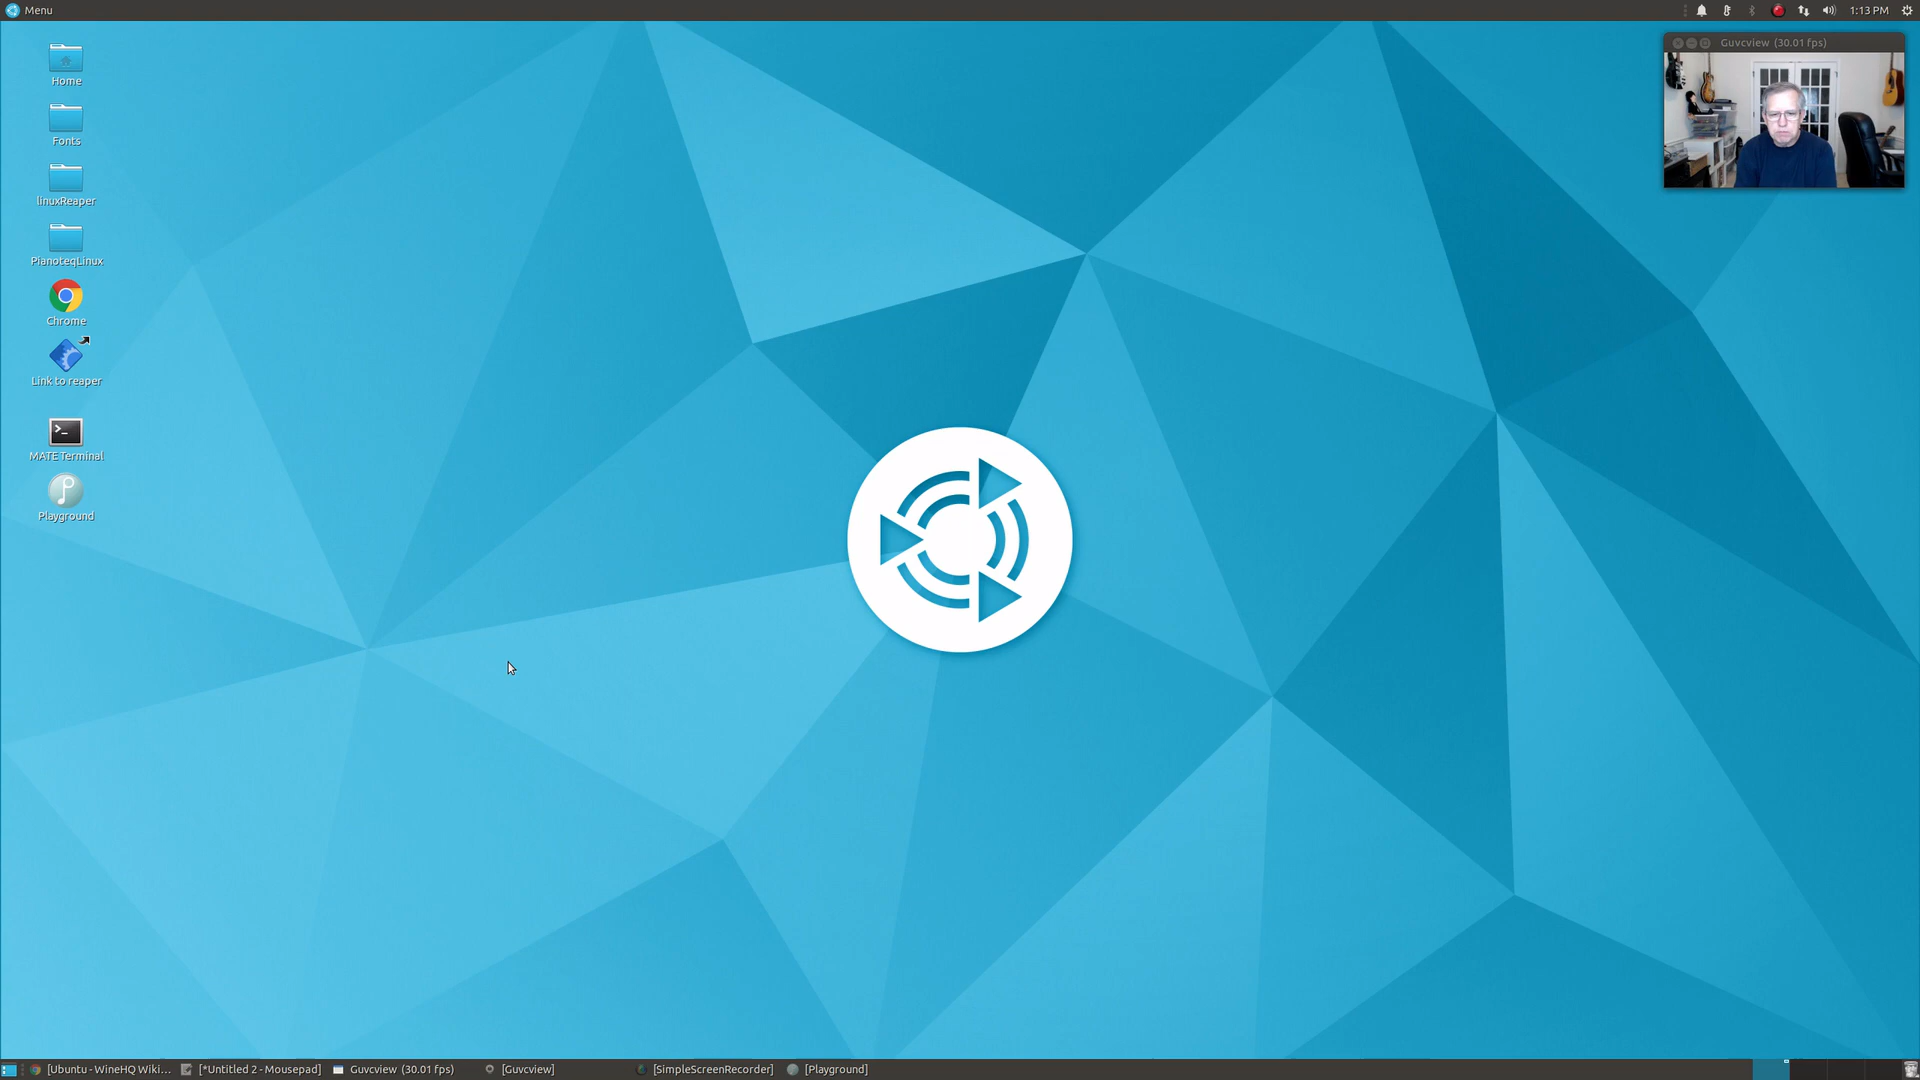 Menu
1:13 PM
Guvcview (30.01 fps)
Home
Fonts
linuxReaper
PianoteqLinux
Chrome
Link to reaper
MATE Terminal
Playground
[Ubuntu - WineHQ Wiki... [*Untitled 2 - Mousepad] Guvcview (30.01 fps) [Guvcview] [SimpleScreenRecorder] [Playground]